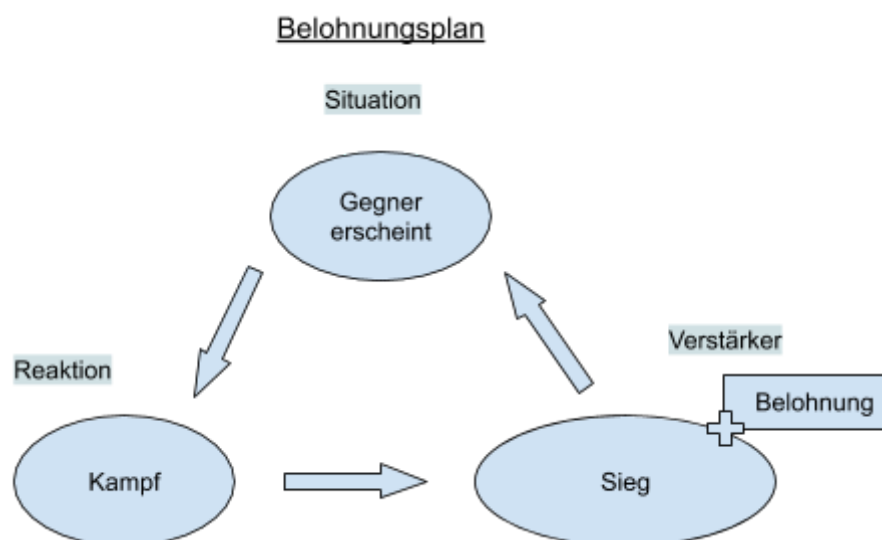 Belohnungsplan
Situation
Gegner
erscheint
Verstärker
Reaktion
Belohnung
Kampf
Sieg